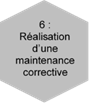 6 :
Réalisation
d'une
maintenance
corrective